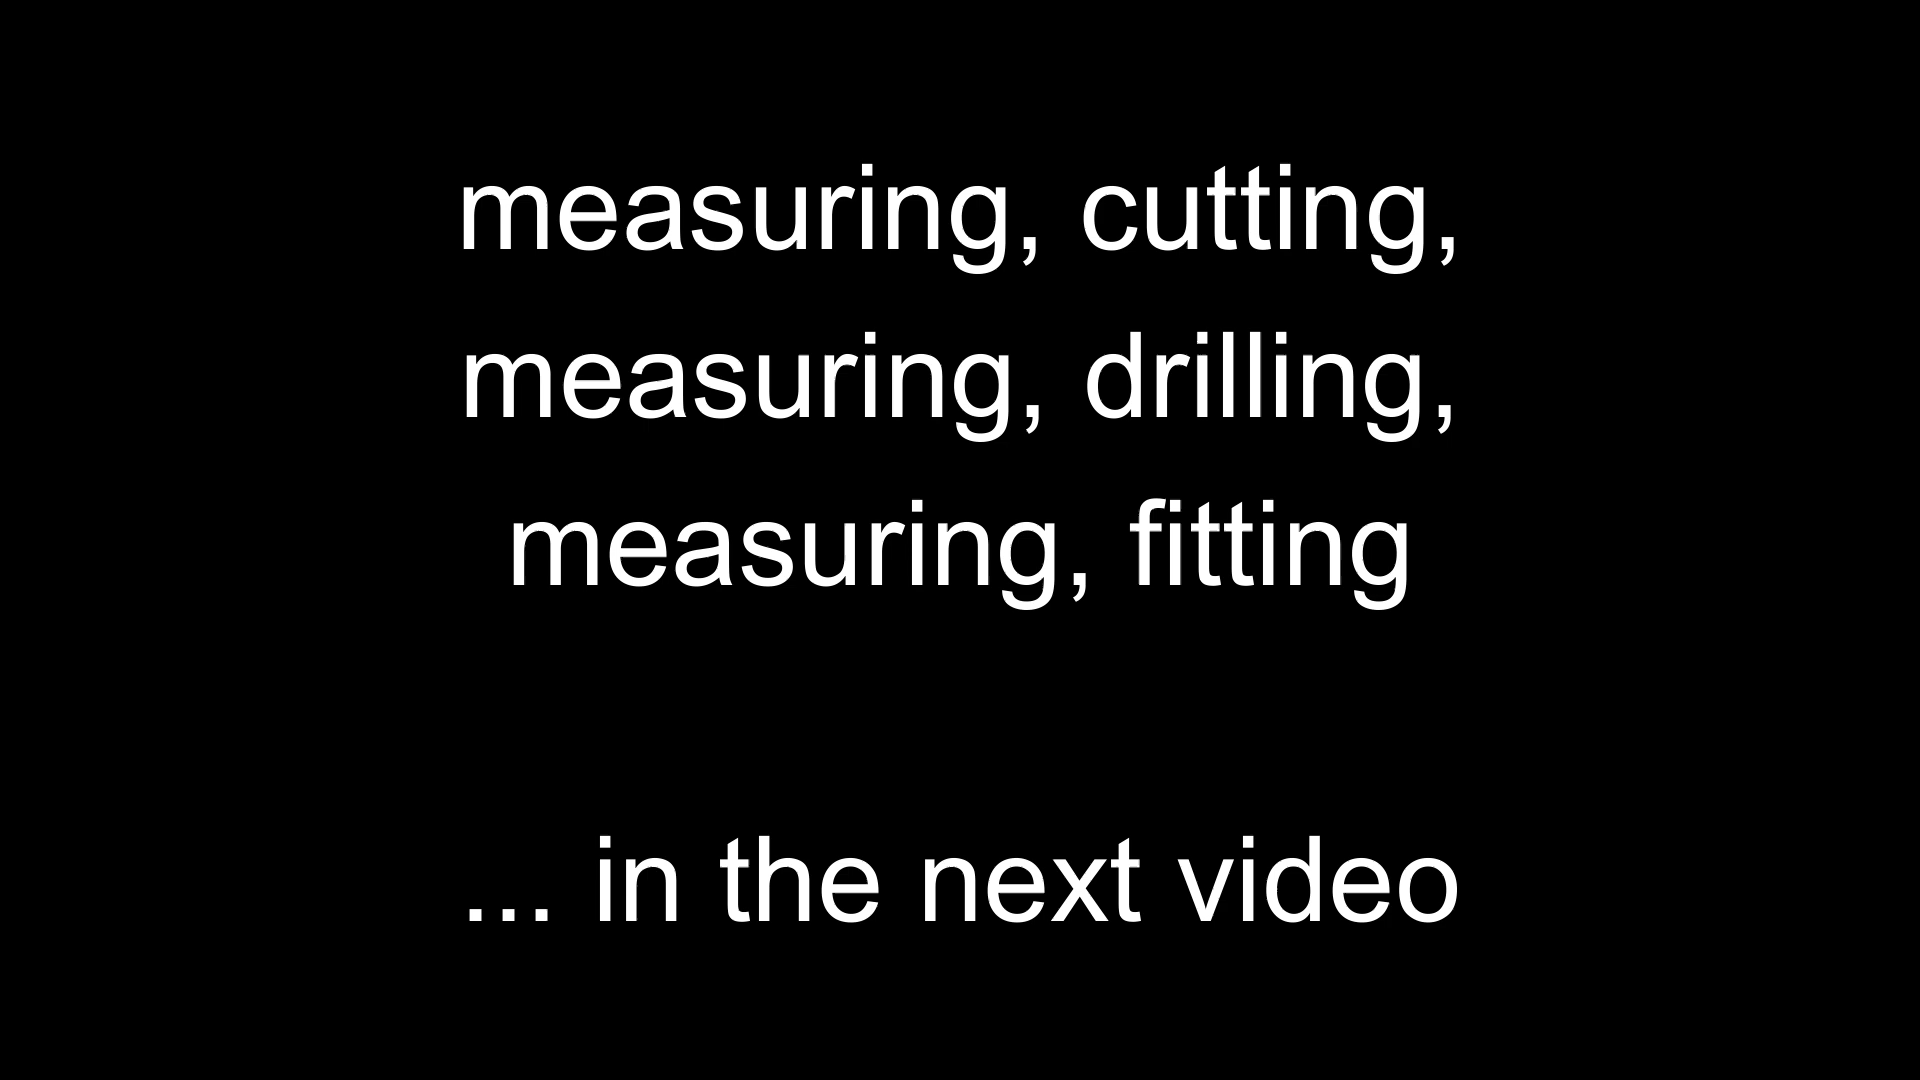 measuring, cutting,
measuring, drilling,
measuring, fitting
... in the next video